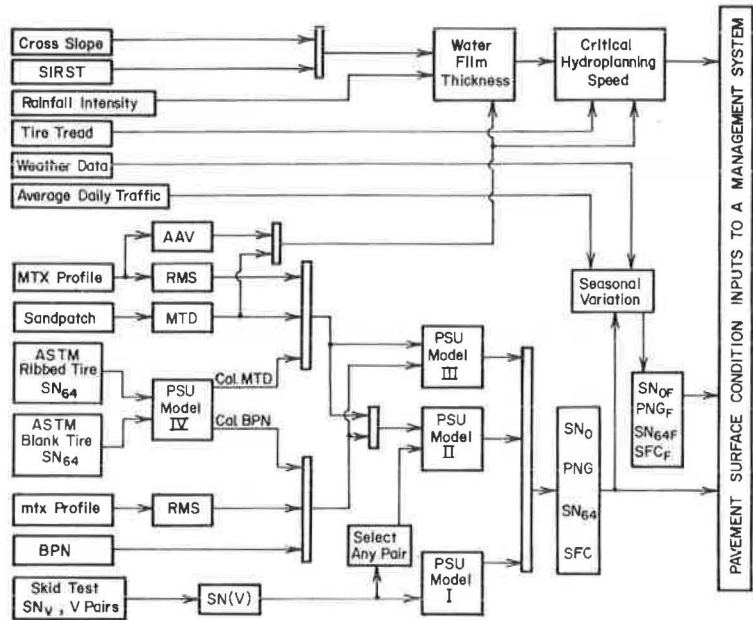 Cross Slope
SIRST
Rainfall Intensity
Tire Tread
Weather Data
Average Daily Traffic
Water
Film
Thickness
Critical
Hydroplanning
Speed
AAV
MTX Profile
RMS
Sandpatch
MTD
ASTM
Ribbed Tire
SN64
ASTM
Blank Tire
SN64
PSU
Model
IV
Cal. MTD
Cal. BPN
mtx Profile
RMS
BPN
Skid Test
SNV, V Pairs
SN(V)
Select
Any Pair
PSU
Model
III
PSU
Model
II
PSU
Model
I
Seasonal
Variation
SN0
PNG
SN64
SFC
SN0F
PNGF
SN64F
SFCF
PAVEMENT SURFACE CONDITION INPUTS TO A MANAGEMENT SYSTEM